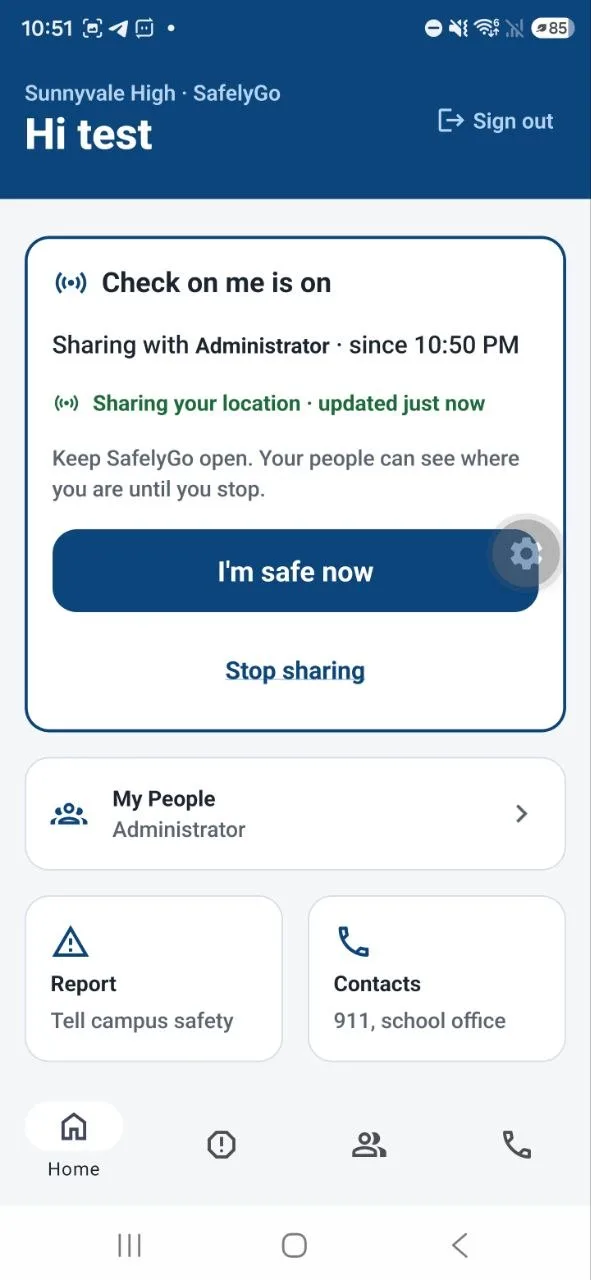 10:51
85
Sunnyvale High · SafelyGo
Hi test
Sign out
Check on me is on
Sharing with Administrator · since 10:50 PM
Sharing your location · updated just now
Keep SafelyGo open. Your people can see where
you are until you stop.
I'm safe now
Stop sharing
My People
Administrator
Report
Tell campus safety
Contacts
911, school office
Home